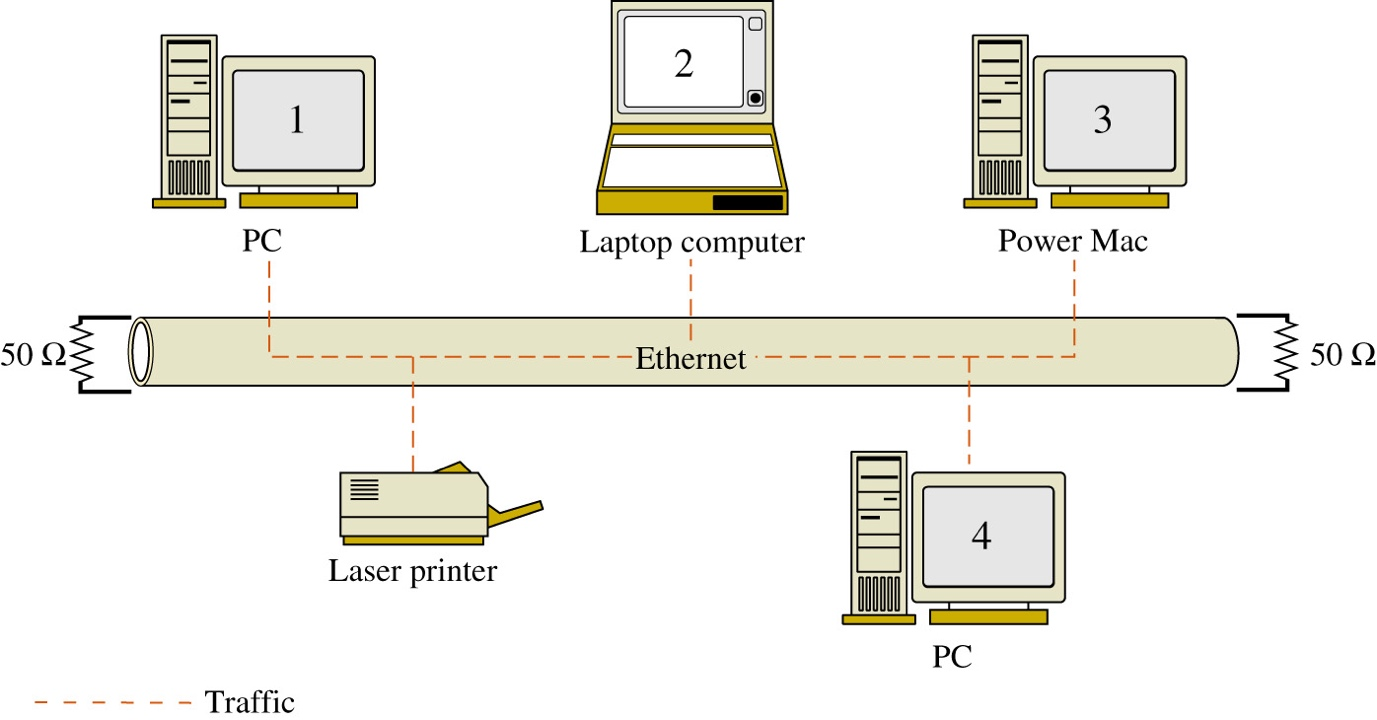 1
2
3
PC
Laptop computer
Power Mac
50 Ω
Ethernet
50 Ω
4
Laser printer
PC
Traffic